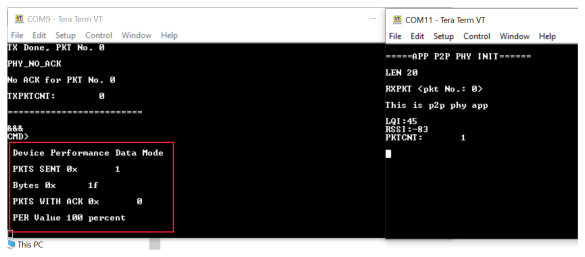 COM9 - Tera Term VT
File Edit Setup Control Window Help
TX Done, PKT No. 0
PHY_NO_ACK
No ACK for PKT No. 0
TXPKTCNT: 0
=========================
&&&
CMD>
Device Performance Data Mode
PKTS SENT 0x 1
Bytes 0x 1f
PKTS WITH ACK 0x 0
PER Value 100 percent
This PC
COM11 - Tera Term VT
File Edit Setup Control Window Help
=====APP P2P PHY INIT======
LEN 20
RXPKT <pkt No.: 0>
This is p2p phy app
LQI:45
RSSI:-83
PKTCNT: 1